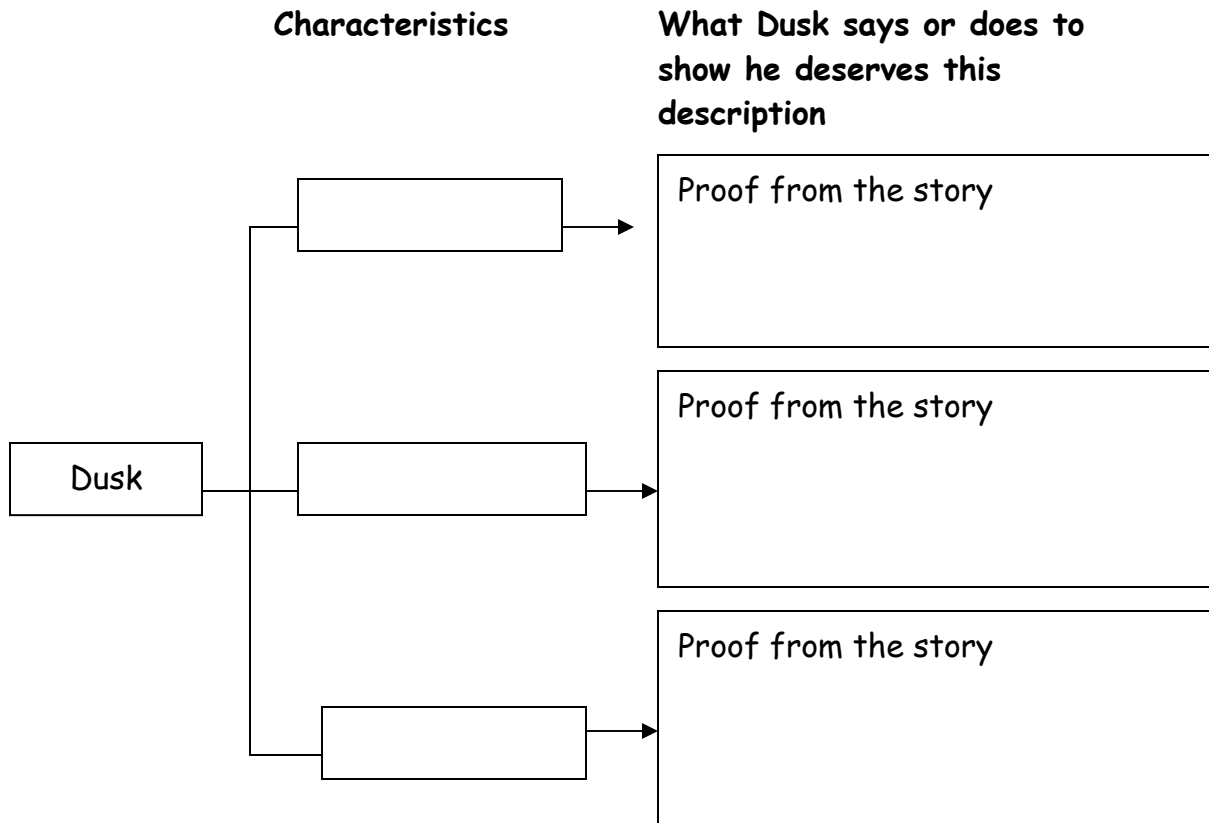 Characteristics
What Dusk says or does to
show he deserves this
description
Proof from the story
Proof from the story
Dusk
Proof from the story